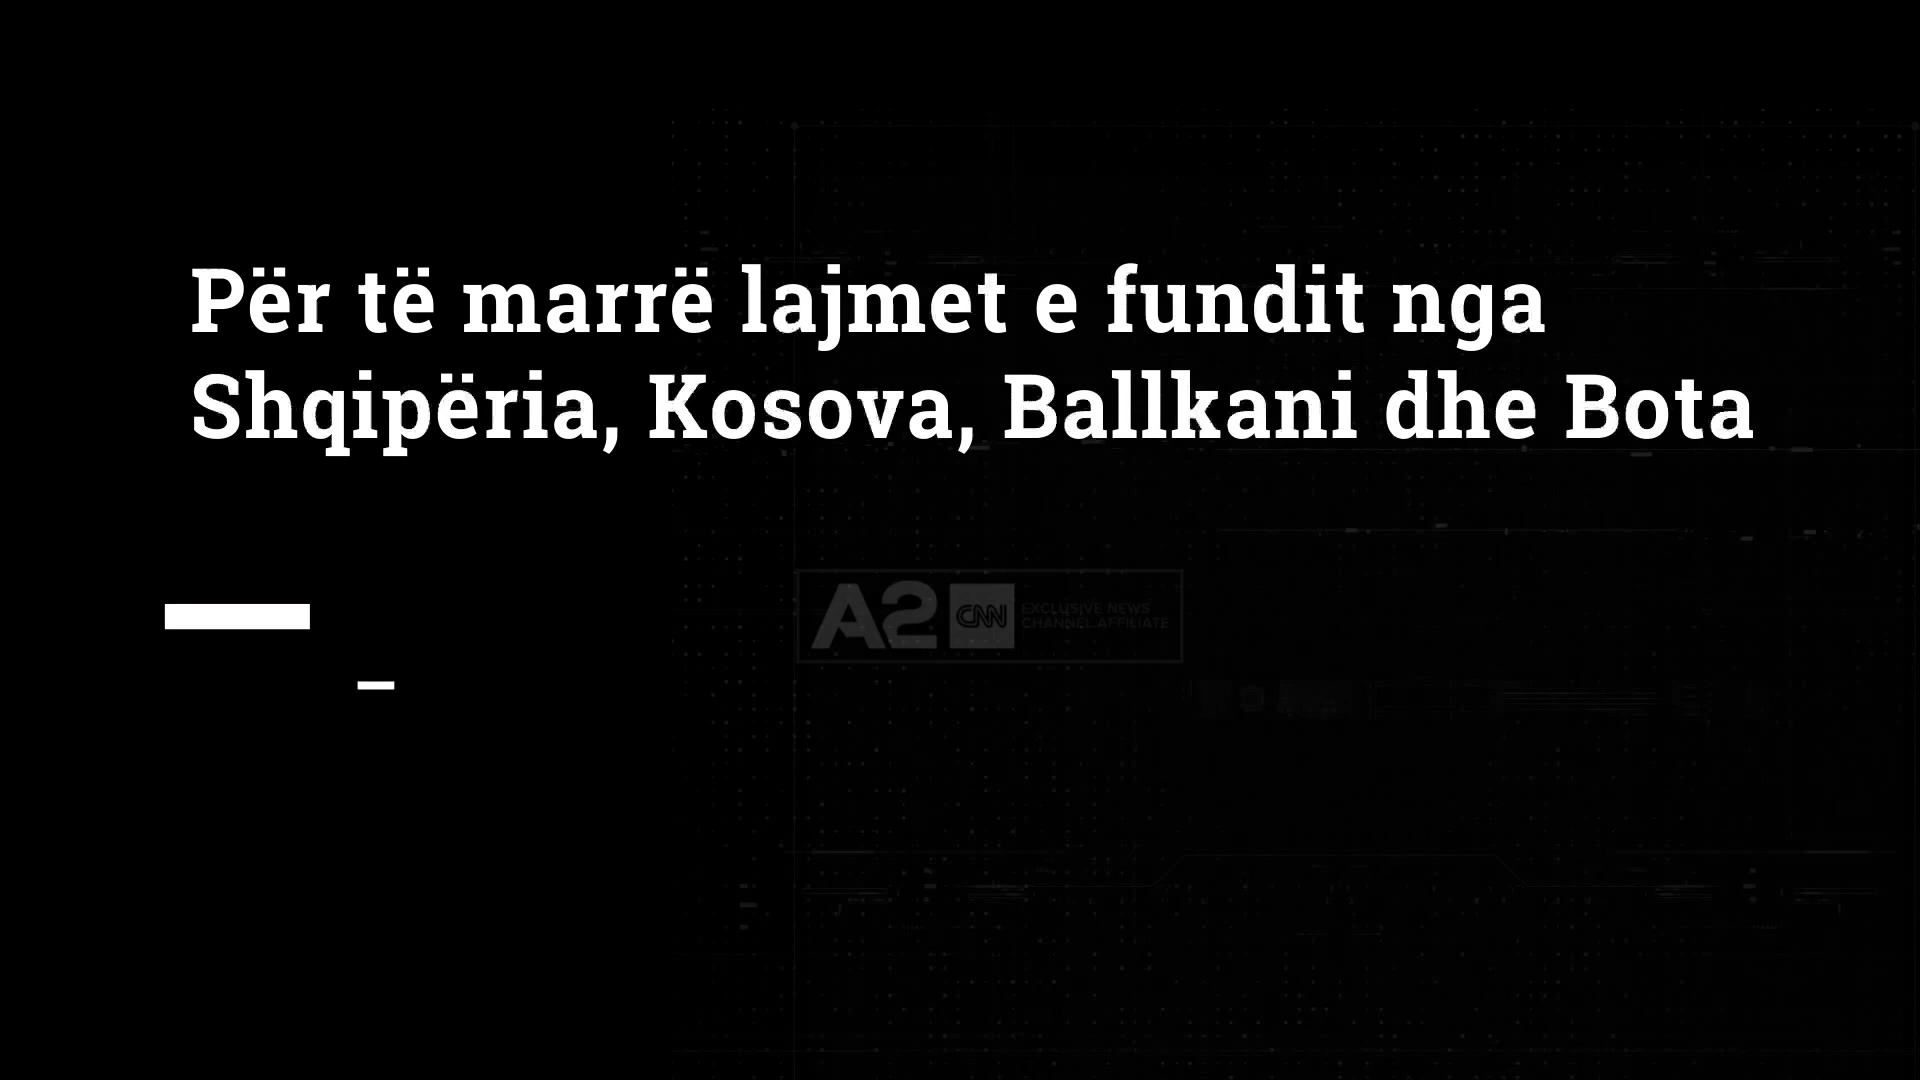 Për të marrë lajmet e fundit nga
Shqipëria, Kosova, Ballkani dhe Bota
A2 CNN EXCLUSIVE NEWS
CHANNEL AFFILIATE